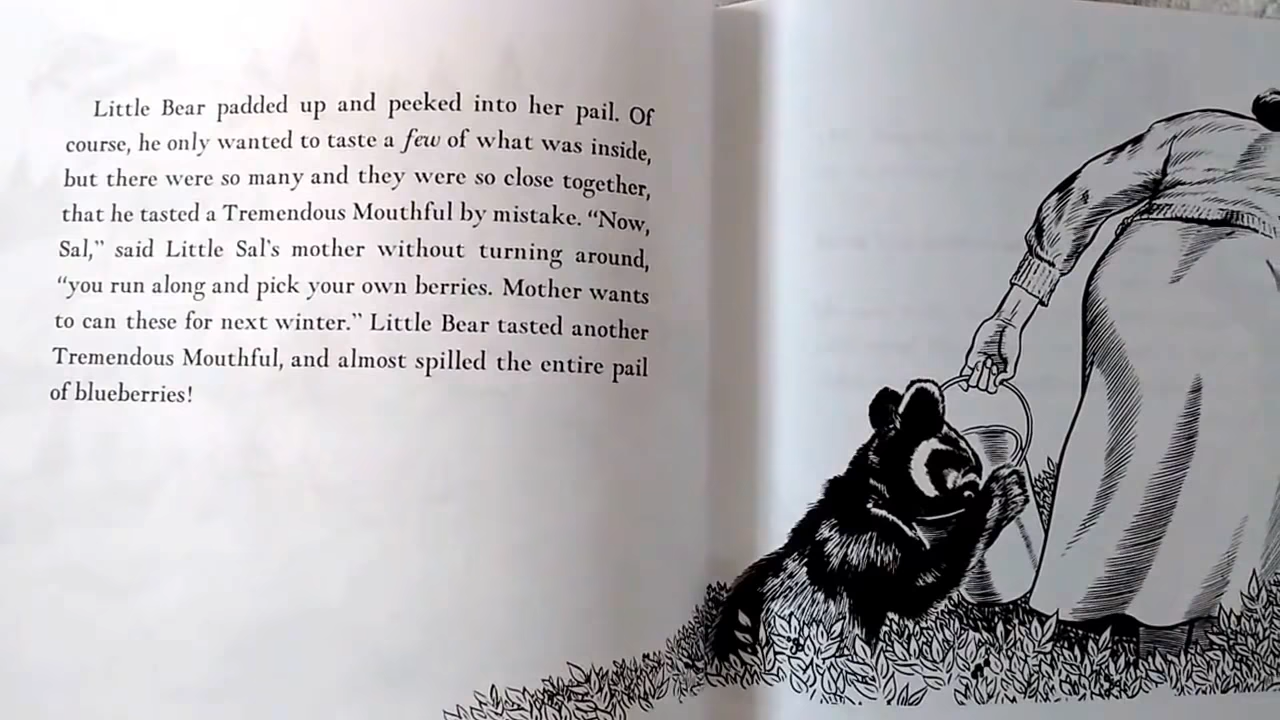 Little Bear padded up and peeked into her pail. Of
course, he only wanted to taste a few of what was inside,
but there were so many and they were so close together,
that he tasted a Tremendous Mouthful by mistake. “Now,
Sal,” said Little Sal’s mother without turning around,
“you run along and pick your own berries. Mother wants
to can these for next winter.” Little Bear tasted another
Tremendous Mouthful, and almost spilled the entire pail
of blueberries!